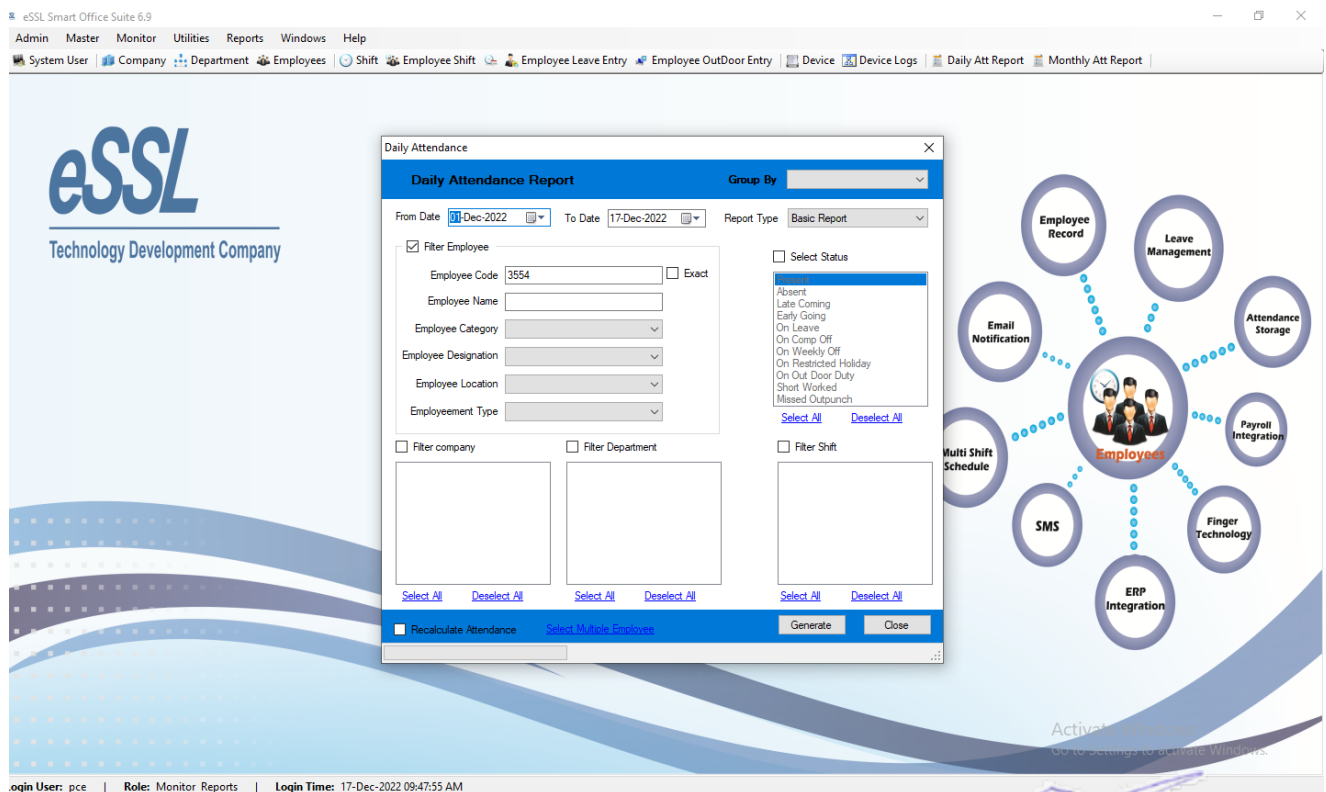 eSSL Smart Office Suite 6.9
Admin Master Monitor Utilities Reports Windows Help
System User Company Department Employees Shift Employee Shift Employee Leave Entry Employee OutDoor Entry Device Device Logs Daily Att Report Monthly Att Report
eSSL
Technology Development Company
Daily Attendance
Daily Attendance Report Group By
From Date 01-Dec-2022 To Date 17-Dec-2022 Report Type Basic Report
Filter Employee
Employee Code 3554 Exact
Employee Name
Employee Category
Employee Designation
Employee Location
Employeement Type
Select Status
Present
Absent
Late Coming
Early Going
On Leave
On Comp Off
On Weekly Off
On Restricted Holiday
On Out Door Duty
Short Worked
Missed Outpunch
Select All Deselect All
Filter company Filter Department Filter Shift
Select All Deselect All Select All Deselect All Select All Deselect All
Recalculate Attendance Select Multiple Employee Generate Close
Employee
Record
Leave
Management
Email
Notification
Attendance
Storage
Employees
Payroll
Integration
Multi Shift
Schedule
SMS
Finger
Technology
ERP
Integration
Go to Settings to activate Windows.
ogin User: pce | Role: Monitor Reports | Login Time: 17-Dec-2022 09:47:55 AM